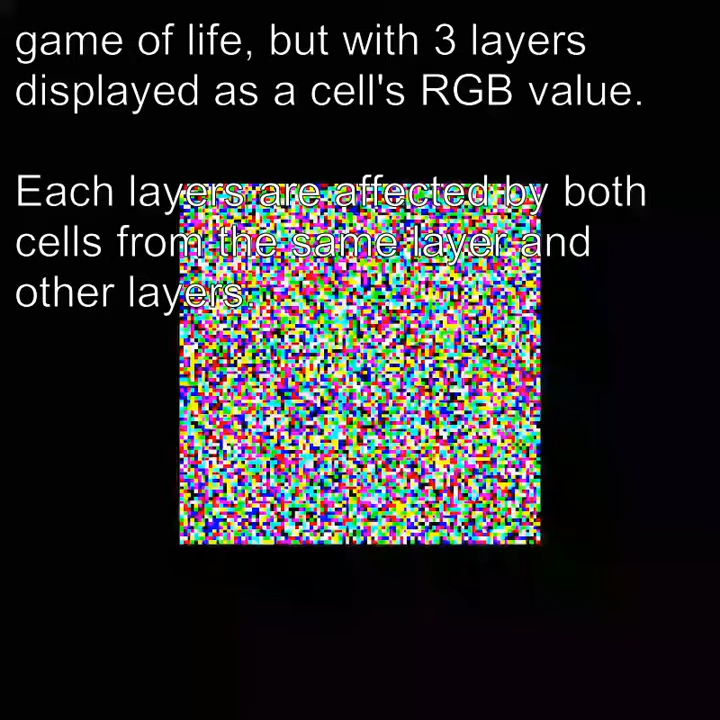 game of life, but with 3 layers
displayed as a cell's RGB value.
Each layers are affected by both
cells from the same layer and
other layers.